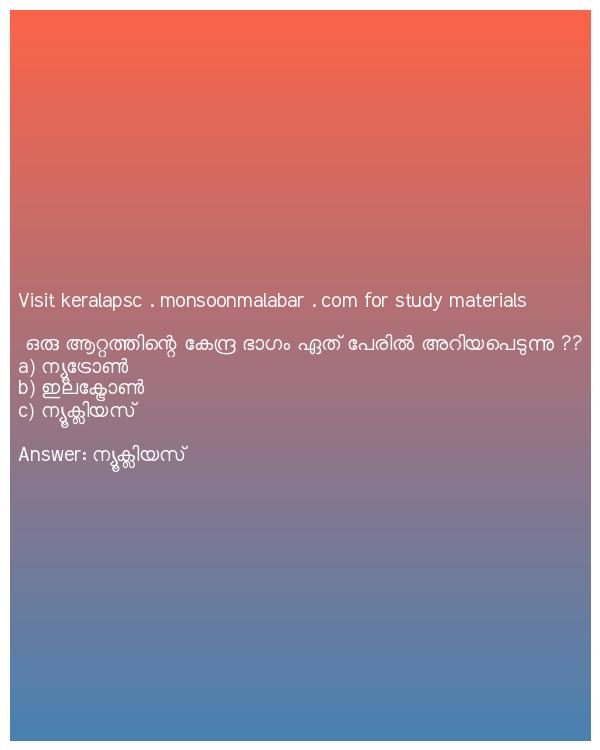 Visit keralapsc . monsoonmalabar . com for study materials
ഒരു ആറ്റത്തിന്റെ കേന്ദ്ര ഭാഗം ഏത് പേരിൽ അറിയപെടുന്നു ??
a) ന്യൂട്രോൺ
b) ഇലക്ട്രോൺ
c) ന്യൂക്ലിയസ്
Answer: ന്യൂക്ലിയസ്